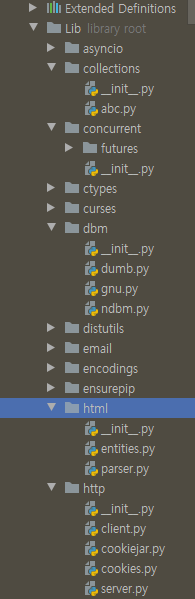 Extended Definitions
Lib library root
asyncio
collections
__init__.py
abc.py
concurrent
futures
__init__.py
ctypes
curses
dbm
__init__.py
dumb.py
gnu.py
ndbm.py
distutils
email
encodings
ensurepip
html
__init__.py
entities.py
parser.py
http
__init__.py
client.py
cookiejar.py
cookies.py
server.py